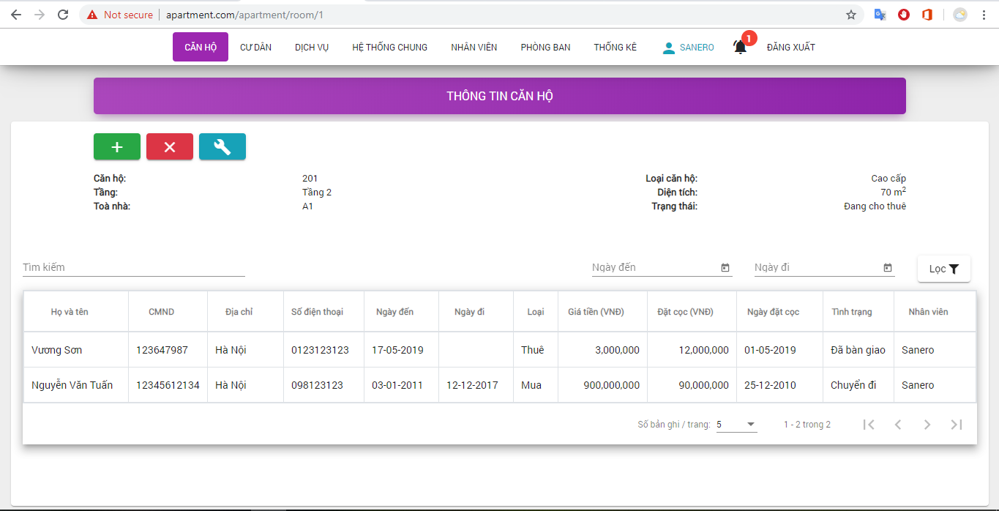 Not secure apartment.com/apartment/room/1
CĂN HỘ CƯ DÂN DỊCH VỤ HỆ THỐNG CHUNG NHÂN VIÊN PHÒNG BAN THỐNG KÊ SANERO 1 ĐĂNG XUẤT
THÔNG TIN CĂN HỘ
Căn hộ: 201 Loại căn hộ: Cao cấp
Tầng: Tầng 2 Diện tích: 70 m²
Toà nhà: A1 Trạng thái: Đang cho thuê
Tìm kiếm Ngày đến Ngày đi Lọc
Họ và tên CMND Địa chỉ Số điện thoại Ngày đến Ngày đi Loại Giá tiền (VNĐ) Đặt cọc (VNĐ) Ngày đặt cọc Tình trạng Nhân viên
Vương Sơn 123647987 Hà Nội 0123123123 17-05-2019 Thuê 3,000,000 12,000,000 01-05-2019 Đã bàn giao Sanero
Nguyễn Văn Tuấn 12345612134 Hà Nội 098123123 03-01-2011 12-12-2017 Mua 900,000,000 90,000,000 25-12-2010 Chuyển đi Sanero
Số bản ghi / trang: 5 1 - 2 trong 2